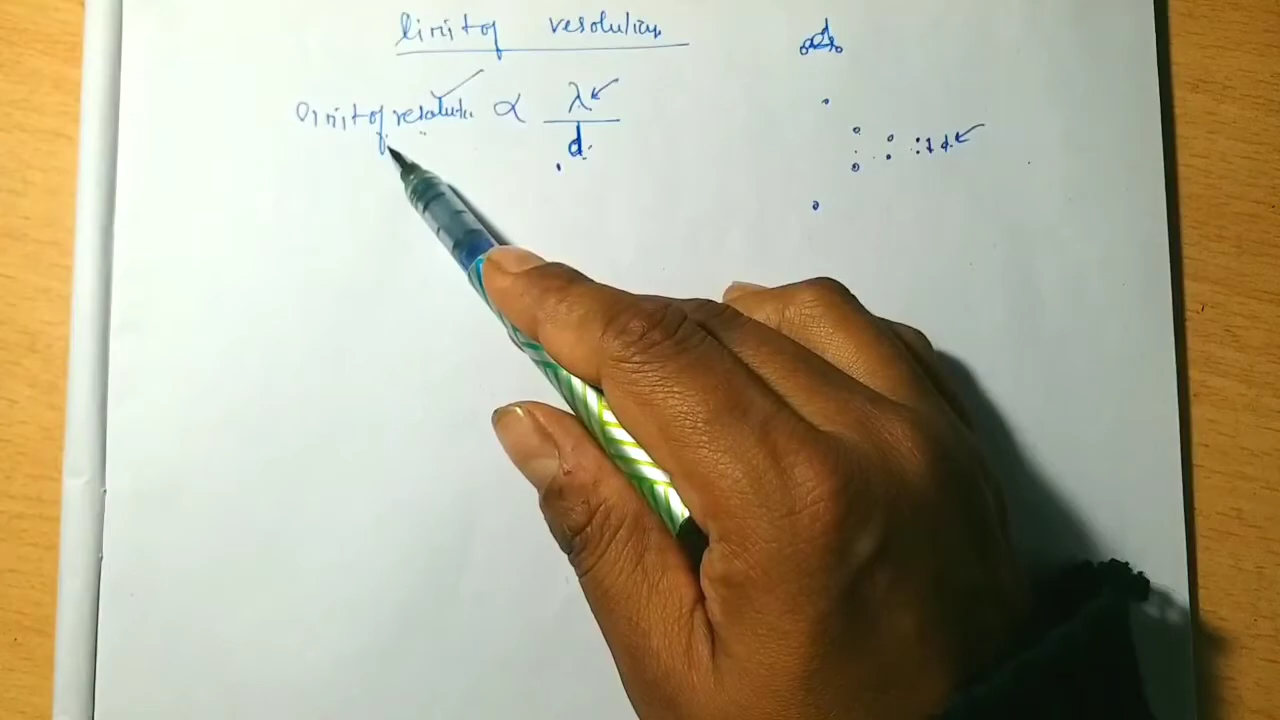 limit of resolution
limit of resolution ∝ λ/d
d